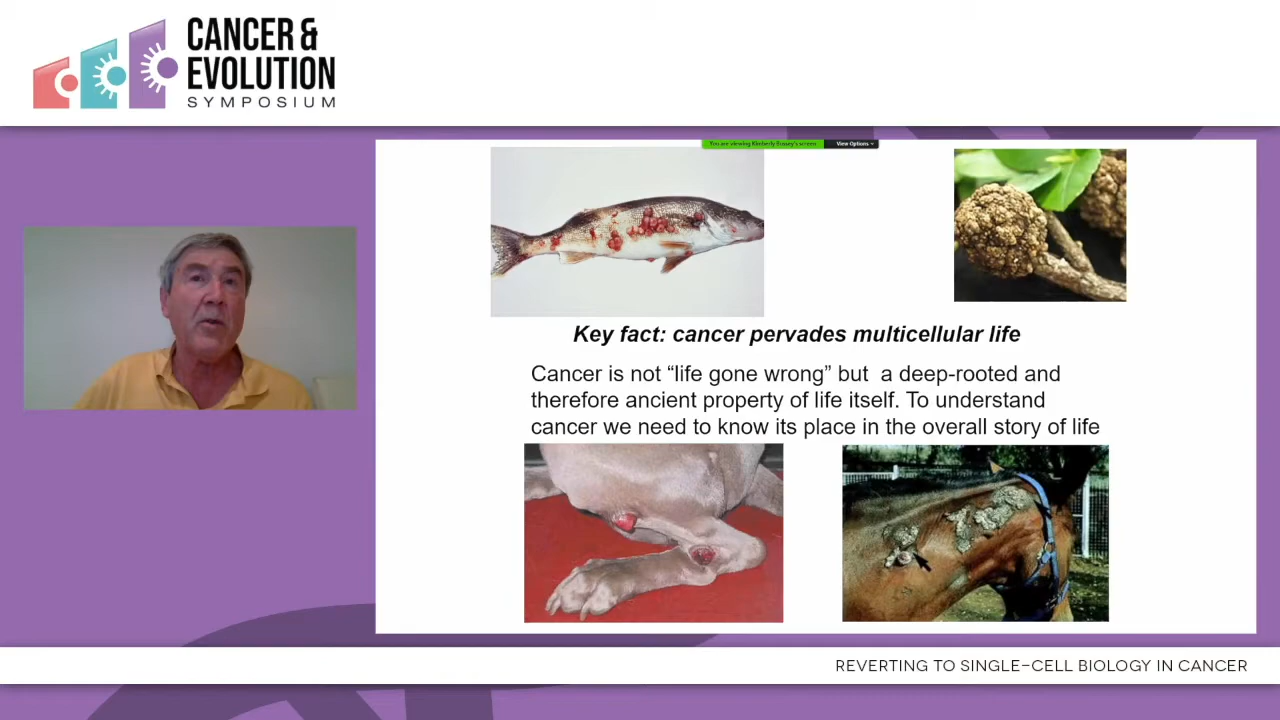 CANCER &
EVOLUTION
SYMPOSIUM
You are viewing Kimberly Bussey's screen
View Options
Key fact: cancer pervades multicellular life
Cancer is not “life gone wrong” but a deep-rooted and
therefore ancient property of life itself. To understand
cancer we need to know its place in the overall story of life
REVERTING TO SINGLE-CELL BIOLOGY IN CANCER